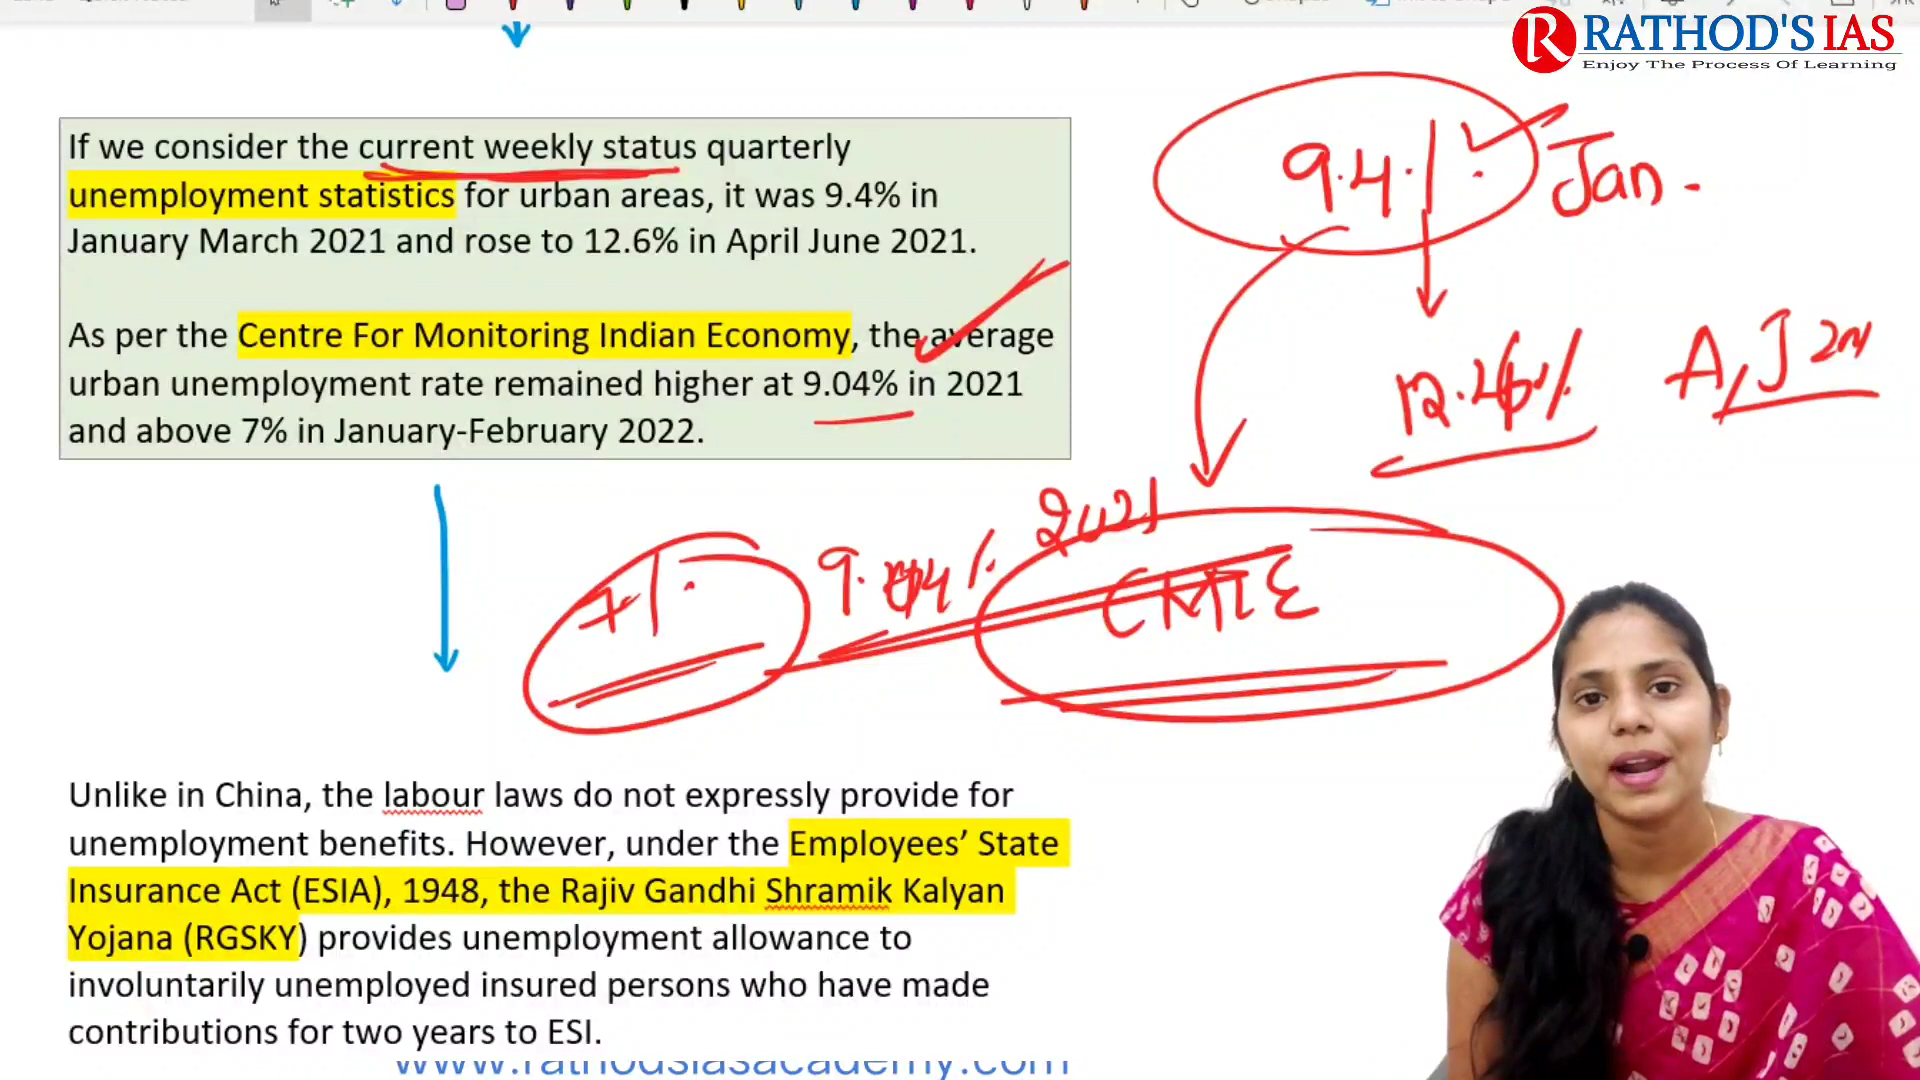 RATHOD'S IAS
Enjoy The Process Of Learning
If we consider the current weekly status quarterly
unemployment statistics for urban areas, it was 9.4% in
January March 2021 and rose to 12.6% in April June 2021.
As per the Centre For Monitoring Indian Economy, the average
urban unemployment rate remained higher at 9.04% in 2021
and above 7% in January-February 2022.
9.4%
Jan.
2021
CMIE
Unlike in China, the labour laws do not expressly provide for
unemployment benefits. However, under the Employees’ State
Insurance Act (ESIA), 1948, the Rajiv Gandhi Shramik Kalyan
Yojana (RGSKY) provides unemployment allowance to
involuntarily unemployed insured persons who have made
contributions for two years to ESI.
www.rathodsiasacademy.com